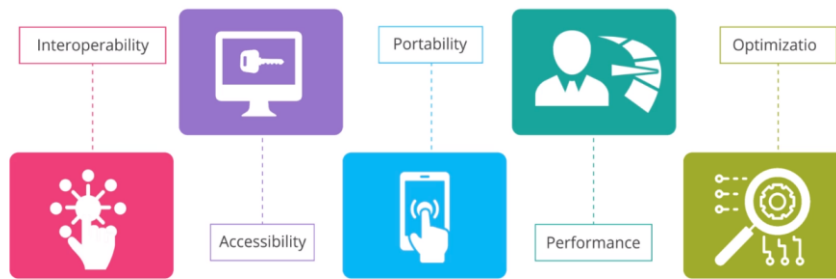 Interoperability
Accessibility
Portability
Performance
Optimizatio